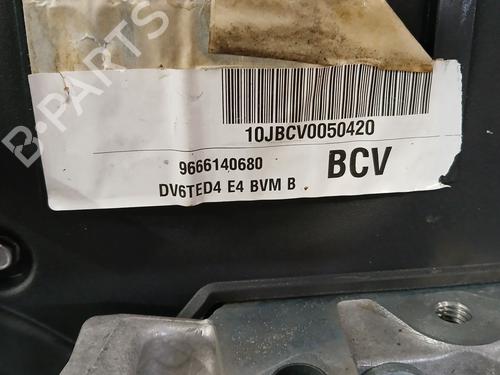 B-PARTS
10JBCV0050420
9666140680
BCV
DV6TED4 E4 BVM B